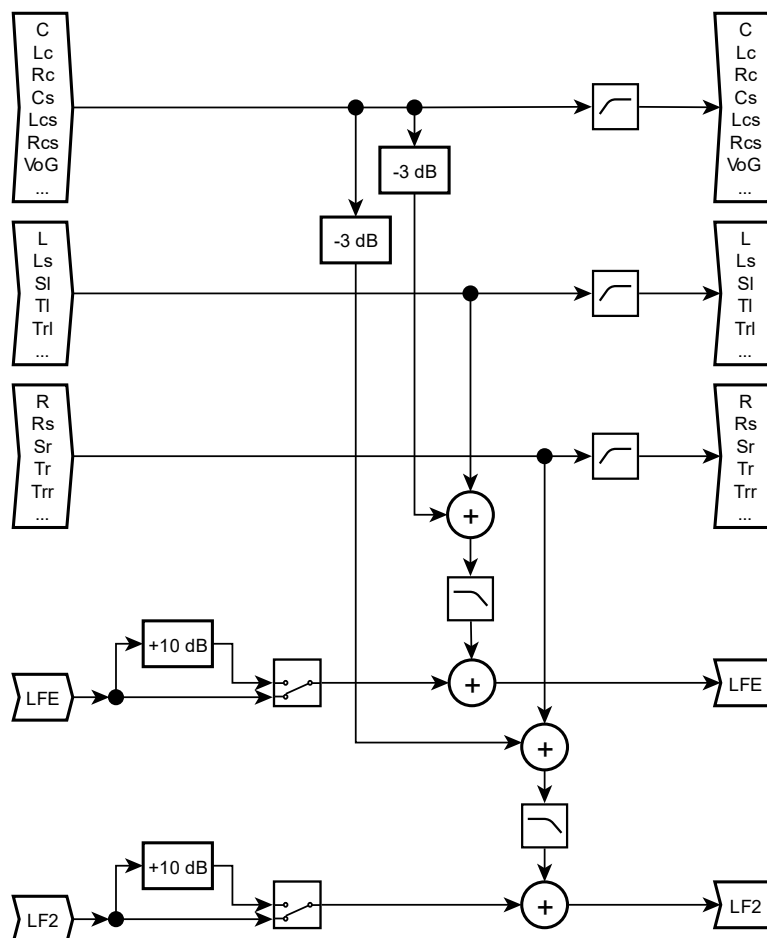 C
Lc
Rc
Cs
Lcs
Rcs
VoG
...
C
Lc
Rc
Cs
Lcs
Rcs
VoG
...
-3 dB
-3 dB
L
Ls
Sl
Tl
Trl
...
L
Ls
Sl
Tl
Trl
...
R
Rs
Sr
Tr
Trr
...
R
Rs
Sr
Tr
Trr
...
+
+10 dB
LFE
+
LFE
+
+10 dB
LF2
+
LF2